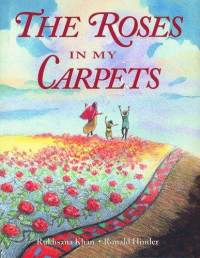 THE ROSES
IN MY
CARPETS
Rukhsana Khan • Ronald Himler